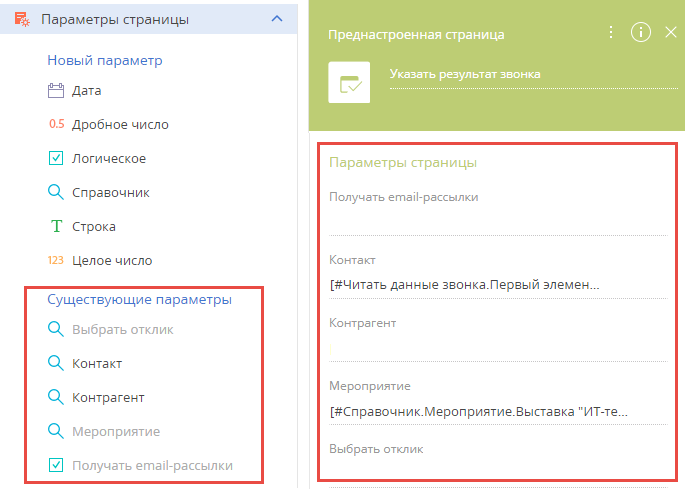 Параметры страницы
Новый параметр
Дата
0.5 Дробное число
Логическое
Справочник
T Строка
123 Целое число
Существующие параметры
Выбрать отклик
Контакт
Контрагент
Мероприятие
Получать email-рассылки
Преднастроенная страница
Указать результат звонка
Параметры страницы
Получать email-рассылки
Контакт
[#Читать данные звонка.Первый элемен...
Контрагент
Мероприятие
[#Справочник.Мероприятие.Выставка "ИТ-те...
Выбрать отклик